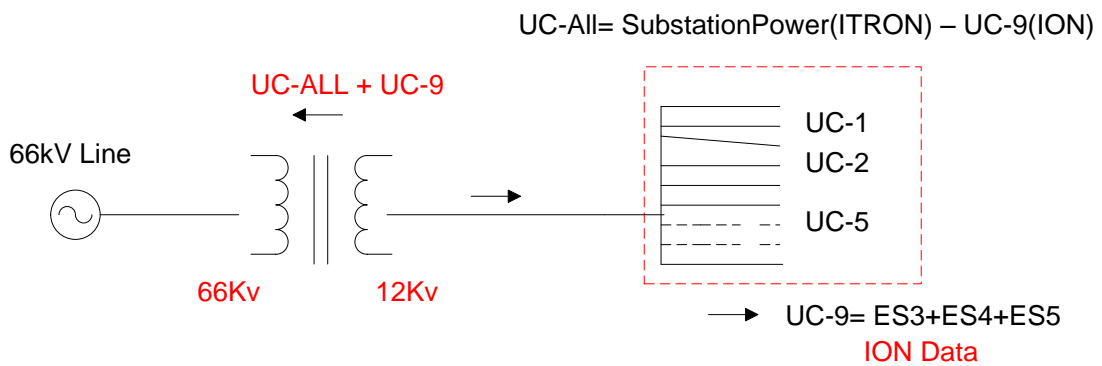 UC-All= SubstationPower(ITRON) – UC-9(ION)
UC-ALL + UC-9
66kV Line
UC-1
UC-2
UC-5
66Kv
12Kv
UC-9= ES3+ES4+ES5
ION Data